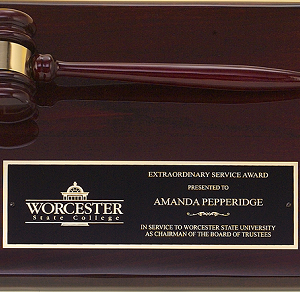 WORCESTER
State College
EXTRAORDINARY SERVICE AWARD
PRESENTED TO
AMANDA PEPPERIDGE
IN SERVICE TO WORCESTER STATE UNIVERSITY
AS CHAIRMAN OF THE BOARD OF TRUSTEES